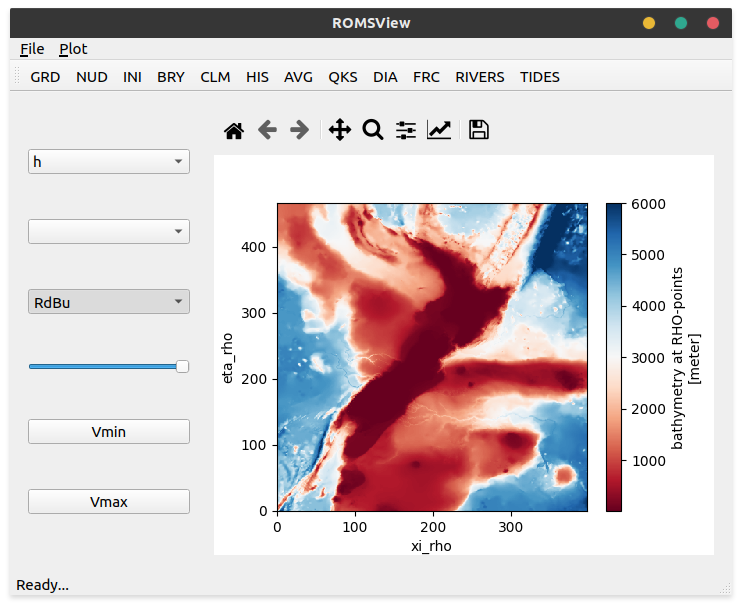 ROMSView
File Plot
GRD NUD INI BRY CLM HIS AVG QKS DIA FRC RIVERS TIDES
h
RdBu
Vmin
Vmax
400
300
200
100
0
eta_rho
0 100 200 300
xi_rho
6000
5000
4000
3000
2000
1000
bathymetry at RHO-points
[meter]
Ready...